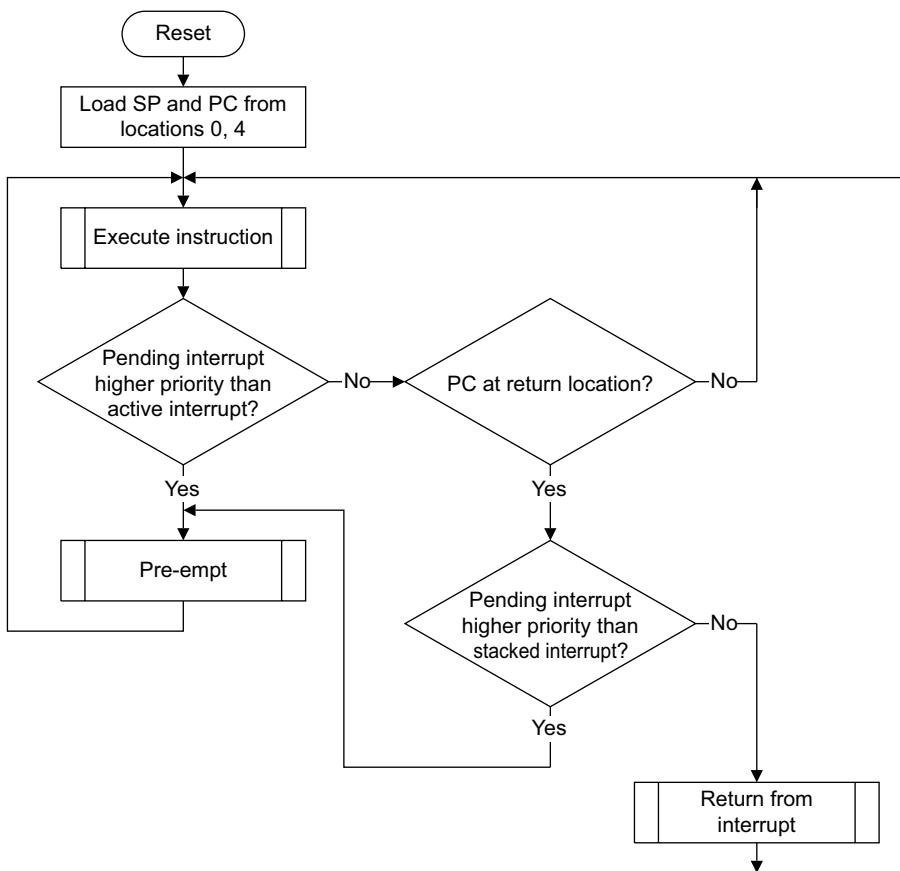 Reset
Load SP and PC from
locations 0, 4
Execute instruction
Pending interrupt
higher priority than
active interrupt?
No
PC at return location?
No
Yes
Yes
Pre-empt
Pending interrupt
higher priority than
stacked interrupt?
No
Yes
Return from
interrupt